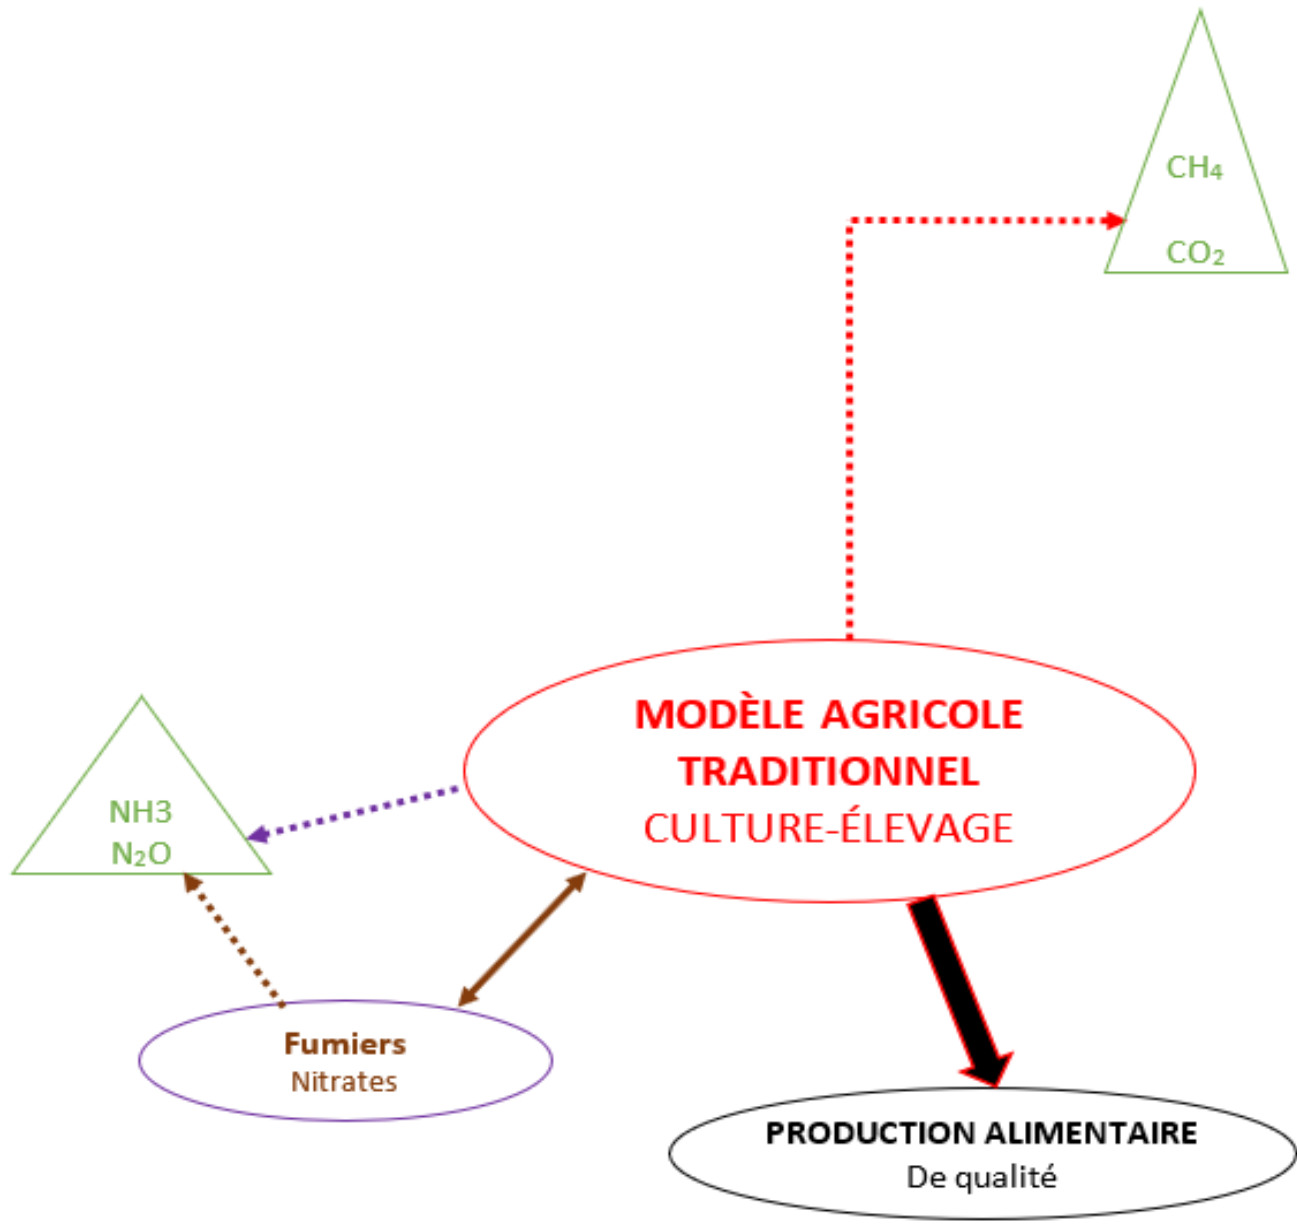 CH₄
CO₂
MODÈLE AGRICOLE
TRADITIONNEL
CULTURE-ÉLEVAGE
NH3
N₂O
Fumiers
Nitrates
PRODUCTION ALIMENTAIRE
De qualité